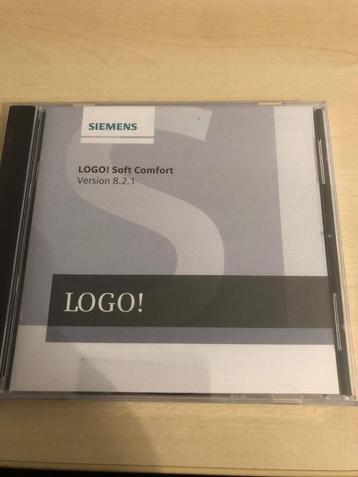 SIEMENS
LOGO! Soft Comfort
Version 8.2.1
LOGO!